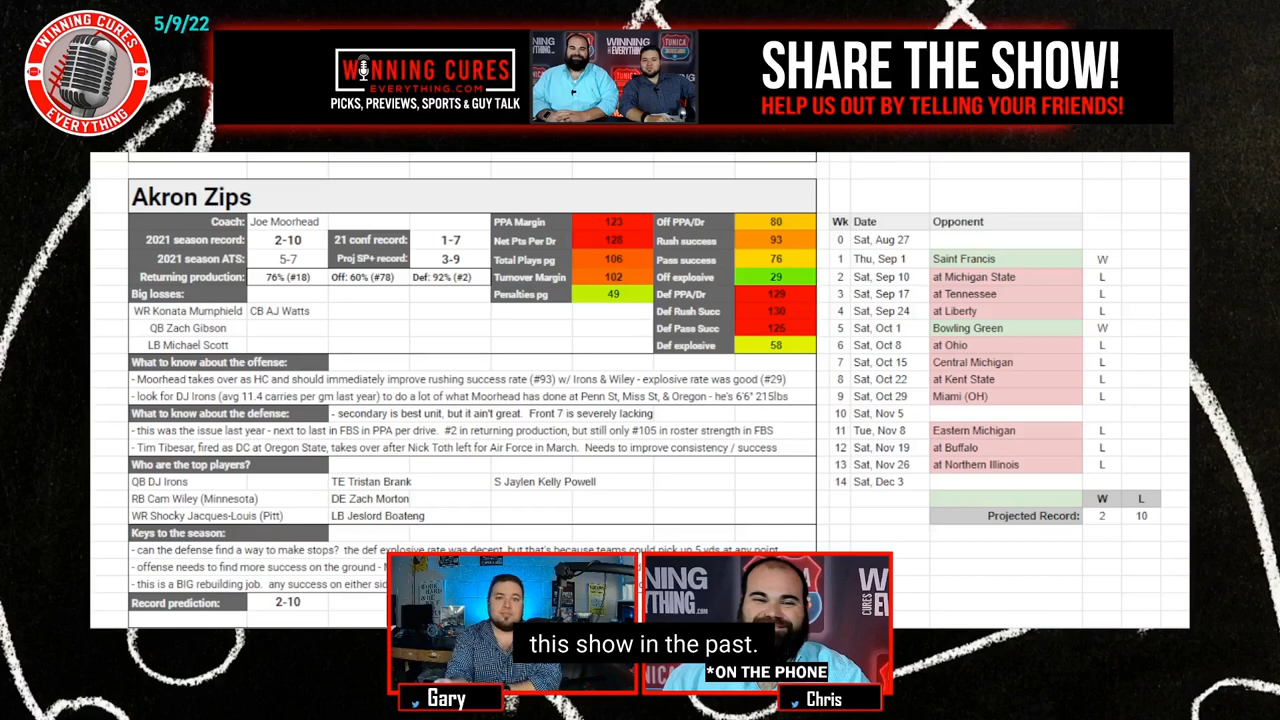 5/9/22
WINNING CURES
EVERYTHING
WINNING CURES
EVERYTHING.COM
PICKS, PREVIEWS, SPORTS & GUY TALK
SHARE THE SHOW!
HELP US OUT BY TELLING YOUR FRIENDS!
Akron Zips
Coach: Joe Moorhead PPA Margin 123 Off PPA/Dr 80
2021 season record: 2-10 21 conf record: 1-7 Net Pts Per Dr 128 Rush success 93
2021 season ATS: 5-7 Proj SP+ record: 3-9 Total Plays pg 106 Pass success 76
Returning production: 76% (#18) Off: 60% (#78) Def: 92% (#2) Turnover Margin 102 Off explosive 29
Big losses: Penalties pg 49 Def PPA/Dr 129
WR Konata Mumphield CB AJ Watts Def Rush Succ 130
QB Zach Gibson Def Pass Succ 125
LB Michael Scott Def explosive 58
What to know about the offense:
- Moorhead takes over as HC and should immediately improve rushing success rate (#93) w/ Irons & Wiley - explosive rate was good (#29)
- look for DJ Irons (avg 11.4 carries per gm last year) to do a lot of what Moorhead has done at Penn St, Miss St, & Oregon - he's 6'6" 215lbs
What to know about the defense: - secondary is best unit, but it ain't great. Front 7 is severely lacking
- this was the issue last year - next to last in FBS in PPA per drive. #2 in returning production, but still only #105 in roster strength in FBS
- Tim Tibesar, fired as DC at Oregon State, takes over after Nick Toth left for Air Force in March. Needs to improve consistency / success
Who are the top players?
QB DJ Irons TE Tristan Brank S Jaylen Kelly Powell
RB Cam Wiley (Minnesota) DE Zach Morton
WR Shocky Jacques-Louis (Pitt) LB Jeslord Boateng
Keys to the season:
- can the defense find a way to make stops? the def explosive rate was decent, but that's because teams could pick up 5 yds at any point
- offense needs to find more success on the ground -
- this is a BIG rebuilding job. any success on either
Record prediction: 2-10
Wk Date Opponent
0 Sat, Aug 27
1 Thu, Sep 1 Saint Francis W
2 Sat, Sep 10 at Michigan State L
3 Sat, Sep 17 at Tennessee L
4 Sat, Sep 24 at Liberty L
5 Sat, Oct 1 Bowling Green W
6 Sat, Oct 8 at Ohio L
7 Sat, Oct 15 Central Michigan L
8 Sat, Oct 22 at Kent State L
9 Sat, Oct 29 Miami (OH) L
10 Sat, Nov 5
11 Tue, Nov 8 Eastern Michigan L
12 Sat, Nov 19 at Buffalo L
13 Sat, Nov 26 at Northern Illinois L
14 Sat, Dec 3
W L
Projected Record: 2 10
this show in the past.
*ON THE PHONE
Gary
Chris